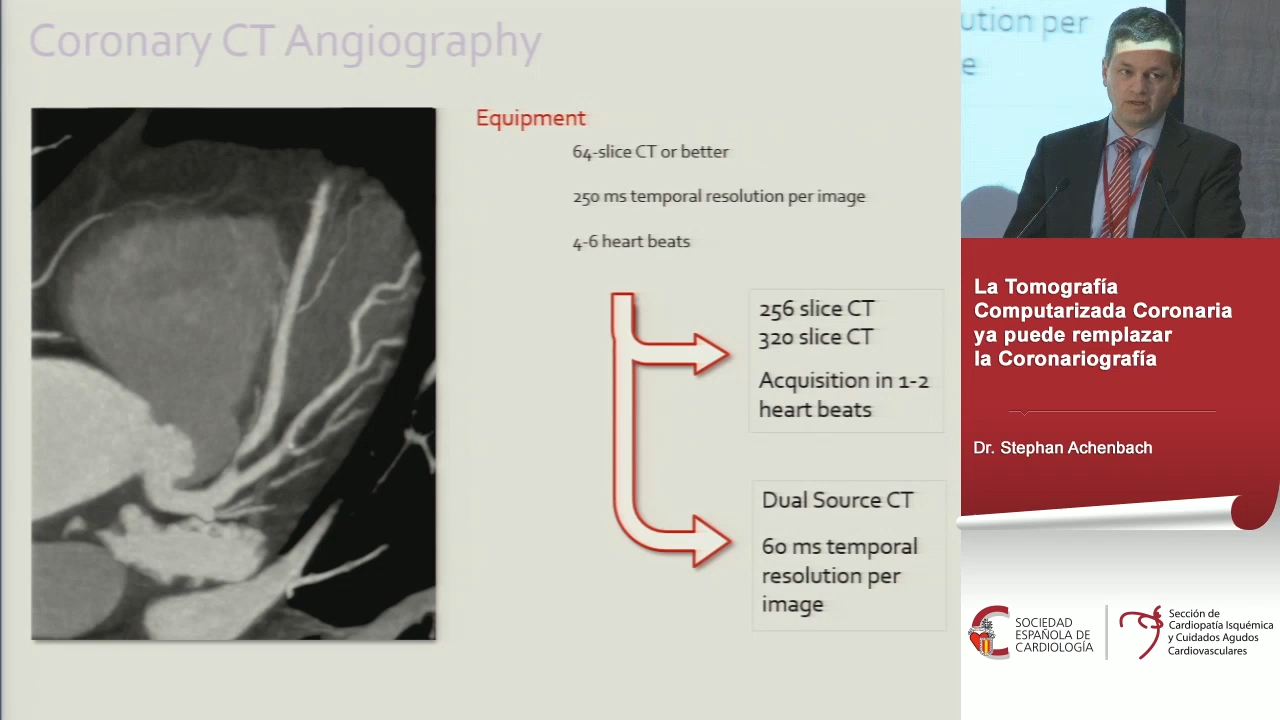 Coronary CT Angiography
Equipment
64-slice CT or better
250 ms temporal resolution per image
4-6 heart beats
256 slice CT
320 slice CT
Acquisition in 1-2
heart beats
Dual Source CT
60 ms temporal
resolution per
image
ution per
e
La Tomografía
Computarizada Coronaria
ya puede remplazar
la Coronariografía
Dr. Stephan Achenbach
SOCIEDAD
ESPAÑOLA DE
CARDIOLOGÍA
Sección de
Cardiopatía Isquémica
y Cuidados Agudos
Cardiovasculares